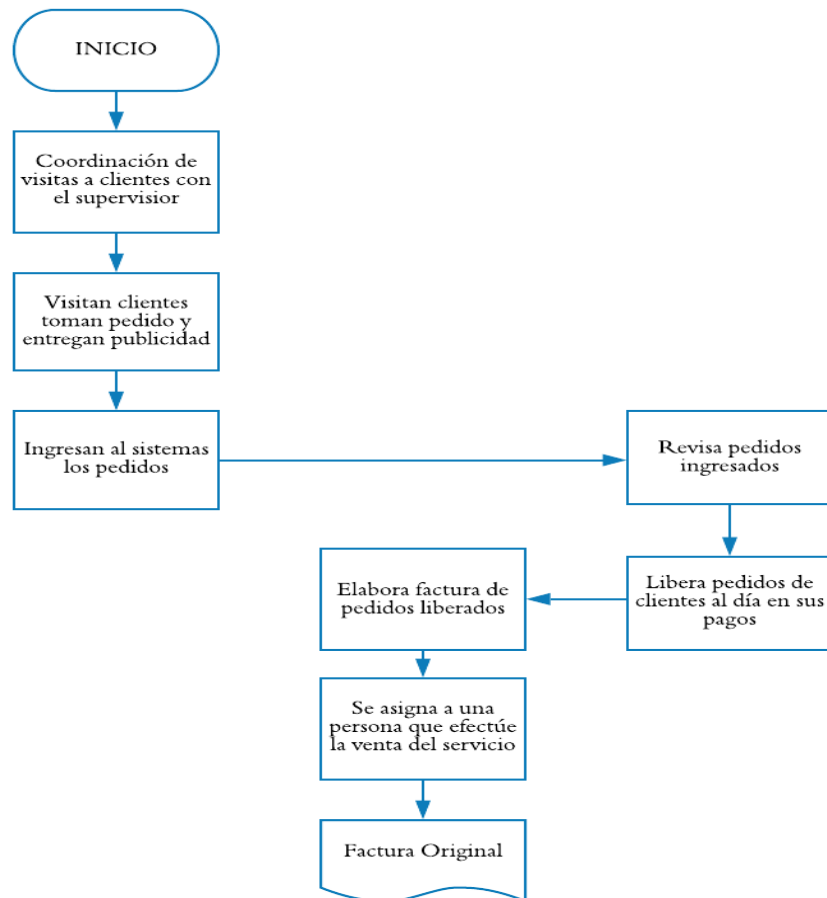 INICIO
Coordinación de
visitas a clientes con
el supervisior
Visitan clientes
toman pedido y
entregan publicidad
Ingresan al sistemas
los pedidos
Revisa pedidos
ingresados
Libera pedidos de
clientes al día en sus
pagos
Elabora factura de
pedidos liberados
Se asigna a una
persona que efectúe
la venta del servicio
Factura Original